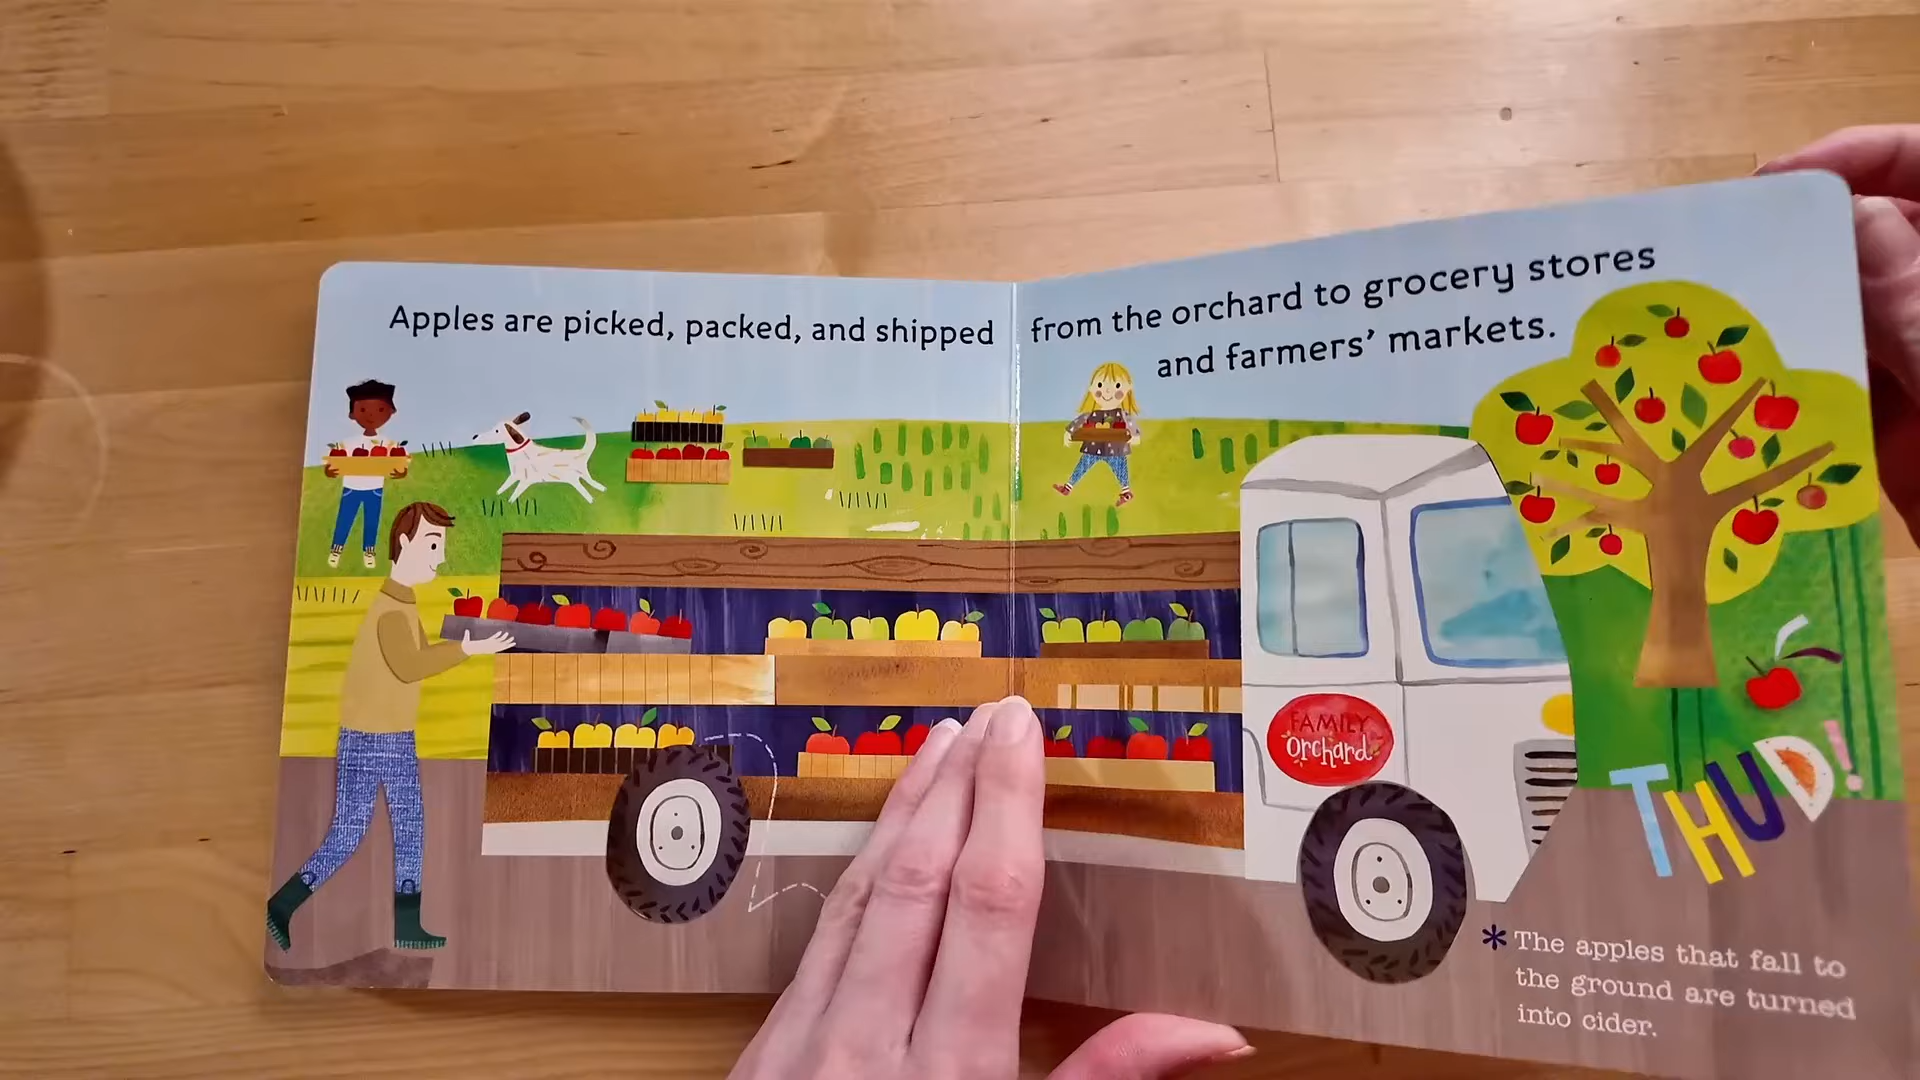 Apples are picked, packed, and shipped
from the orchard to grocery stores
and farmers' markets.
FAMILY
Orchard
THUD!
* The apples that fall to
the ground are turned
into cider.